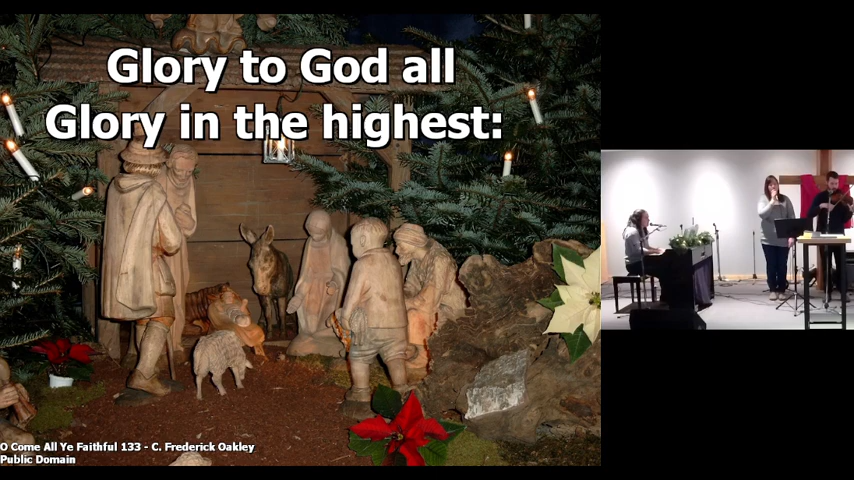 Glory to God all
Glory in the highest:
O Come All Ye Faithful 133 - C. Frederick Oakley
Public Domain